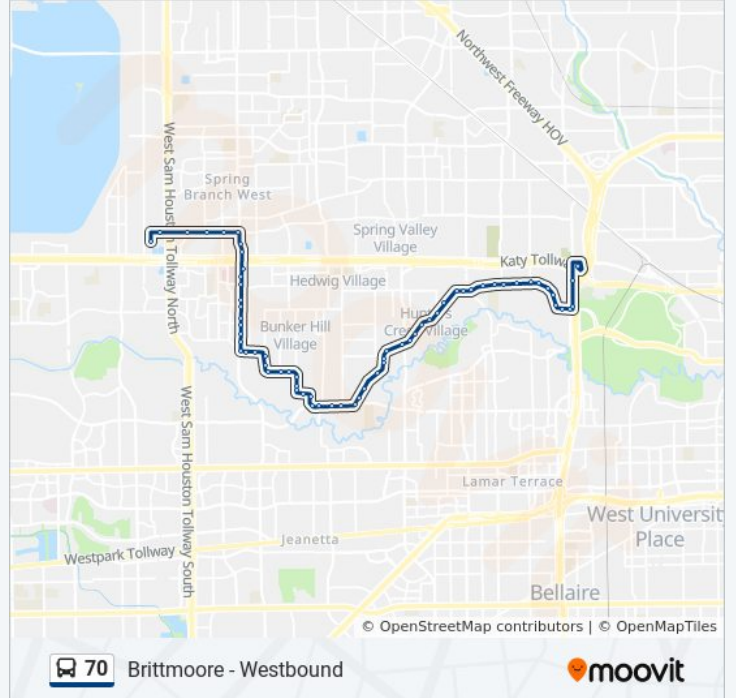 Northwest Freeway HOV
West Sam Houston Tollway North
Spring
Branch West
Spring Valley
Village
Katy Tollw
Hedwig Village
Hunters
Creek Village
Bunker Hill
Village
West Sam Houston Tollway South
Lamar Terrace
West Universit
Place
Jeanetta
Westpark Tollway
Bellaire
© OpenStreetMap contributors | © OpenMapTiles
70 Brittmoore - Westbound
moovit